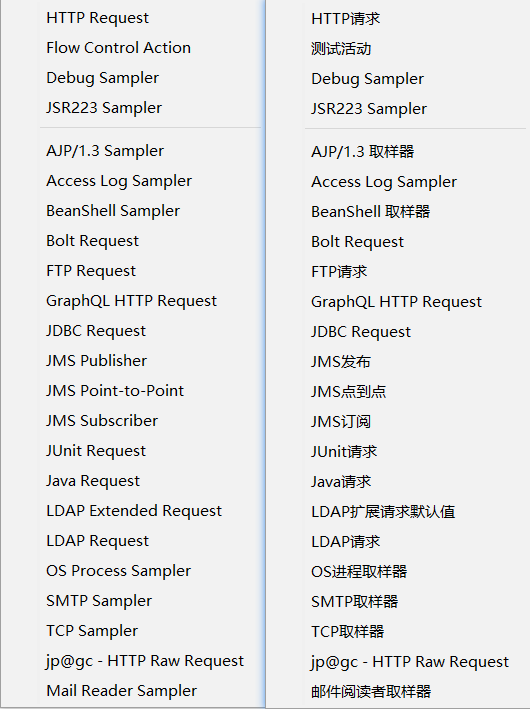 HTTP Request
Flow Control Action
Debug Sampler
JSR223 Sampler
AJP/1.3 Sampler
Access Log Sampler
BeanShell Sampler
Bolt Request
FTP Request
GraphQL HTTP Request
JDBC Request
JMS Publisher
JMS Point-to-Point
JMS Subscriber
JUnit Request
Java Request
LDAP Extended Request
LDAP Request
OS Process Sampler
SMTP Sampler
TCP Sampler
jp@gc - HTTP Raw Request
Mail Reader Sampler
HTTP请求
测试活动
Debug Sampler
JSR223 Sampler
AJP/1.3 取样器
Access Log Sampler
BeanShell 取样器
Bolt Request
FTP请求
GraphQL HTTP Request
JDBC Request
JMS发布
JMS点到点
JMS订阅
JUnit请求
Java请求
LDAP扩展请求默认值
LDAP请求
OS进程取样器
SMTP取样器
TCP取样器
jp@gc - HTTP Raw Request
邮件阅读者取样器